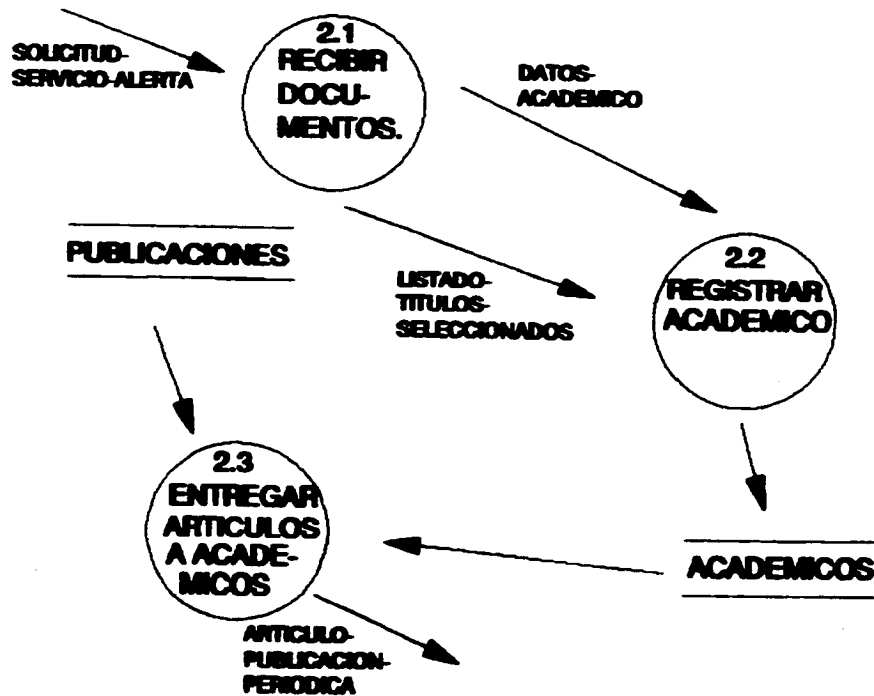 SOLICITUD-
SERVICIO-ALERTA
2.1
RECIBIR
DOCU-
MENTOS.
DATOS-
ACADEMICO
PUBLICACIONES
LISTADO-
TITULOS-
SELECCIONADOS
2.2
REGISTRAR
ACADEMICO
2.3
ENTREGAR
ARTICULOS
A ACADE-
MICOS
ACADEMICOS
ARTICULO-
PUBLICACION-
PERIODICA